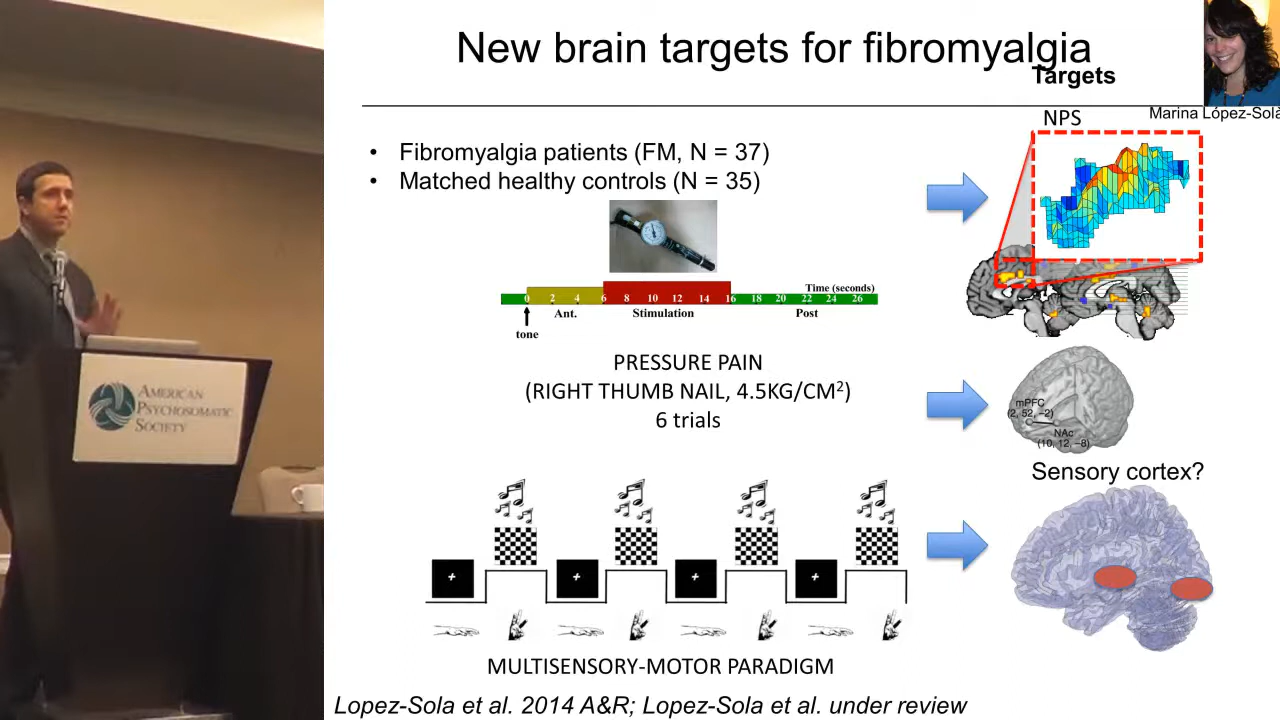 New brain targets for fibromyalgia
Targets
NPS
Marina López-Solà
• Fibromyalgia patients (FM, N = 37)
• Matched healthy controls (N = 35)
Time (seconds)
0 2 4 6 8 10 12 14 16 18 20 22 24 26
Ant. Stimulation Post
tone
PRESSURE PAIN
(RIGHT THUMB NAIL, 4.5KG/CM²)
6 trials
mPFC
(2, 52, −2)
NAc
(10, 12, −8)
Sensory cortex?
MULTISENSORY-MOTOR PARADIGM
Lopez-Sola et al. 2014 A&R; Lopez-Sola et al. under review
AMERICAN
PSYCHOSOMATIC
SOCIETY